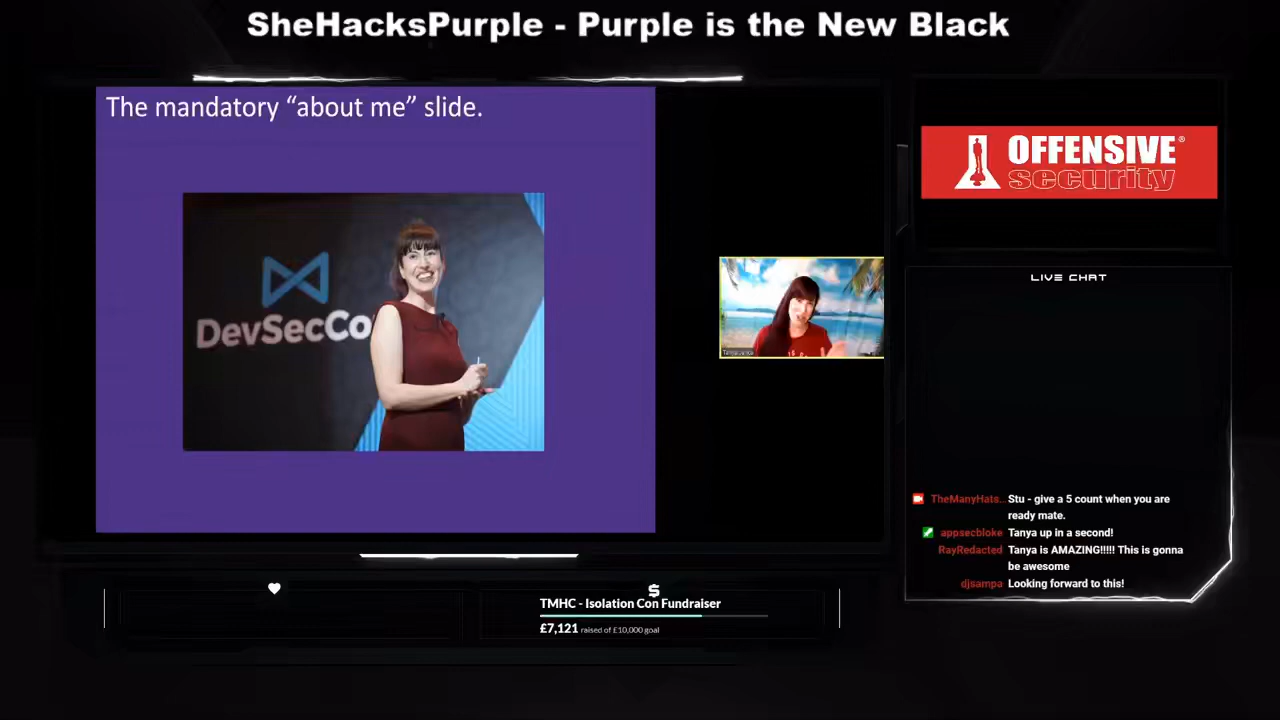 SheHacksPurple - Purple is the New Black
The mandatory “about me” slide.
DevSecCo
OFFENSIVE®
security
LIVE CHAT
TheManyHats.. Stu - give a 5 count when you are
ready mate.
appsecbloke Tanya up in a second!
RayRedacted Tanya is AMAZING!!!!! This is gonna
be awesome
djsampa Looking forward to this!
$
TMHC - Isolation Con Fundraiser
£7,121 raised of £10,000 goal